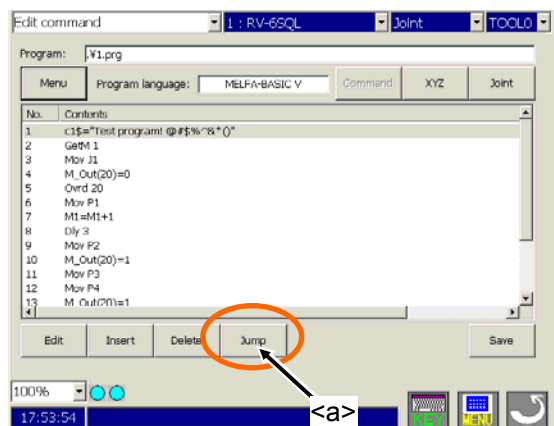 Edit command 1 : RV-6SQL Joint TOOL0
Program: .¥1.prg
Menu Program language: MELFA-BASIC V Command XYZ Joint
No. Contents
1 c1$="Test program! @#$%^&*()"
2 GetM 1
3 Mov J1
4 M_Out(20)=0
5 Ovrd 20
6 Mov P1
7 M1=M1+1
8 Dly 3
9 Mov P2
10 M_Out(20)=1
11 Mov P3
12 Mov P4
13 M_Out(20)=1
Edit Insert Delete Jump Save
100%
<a>
17:53:54
KEY MENU